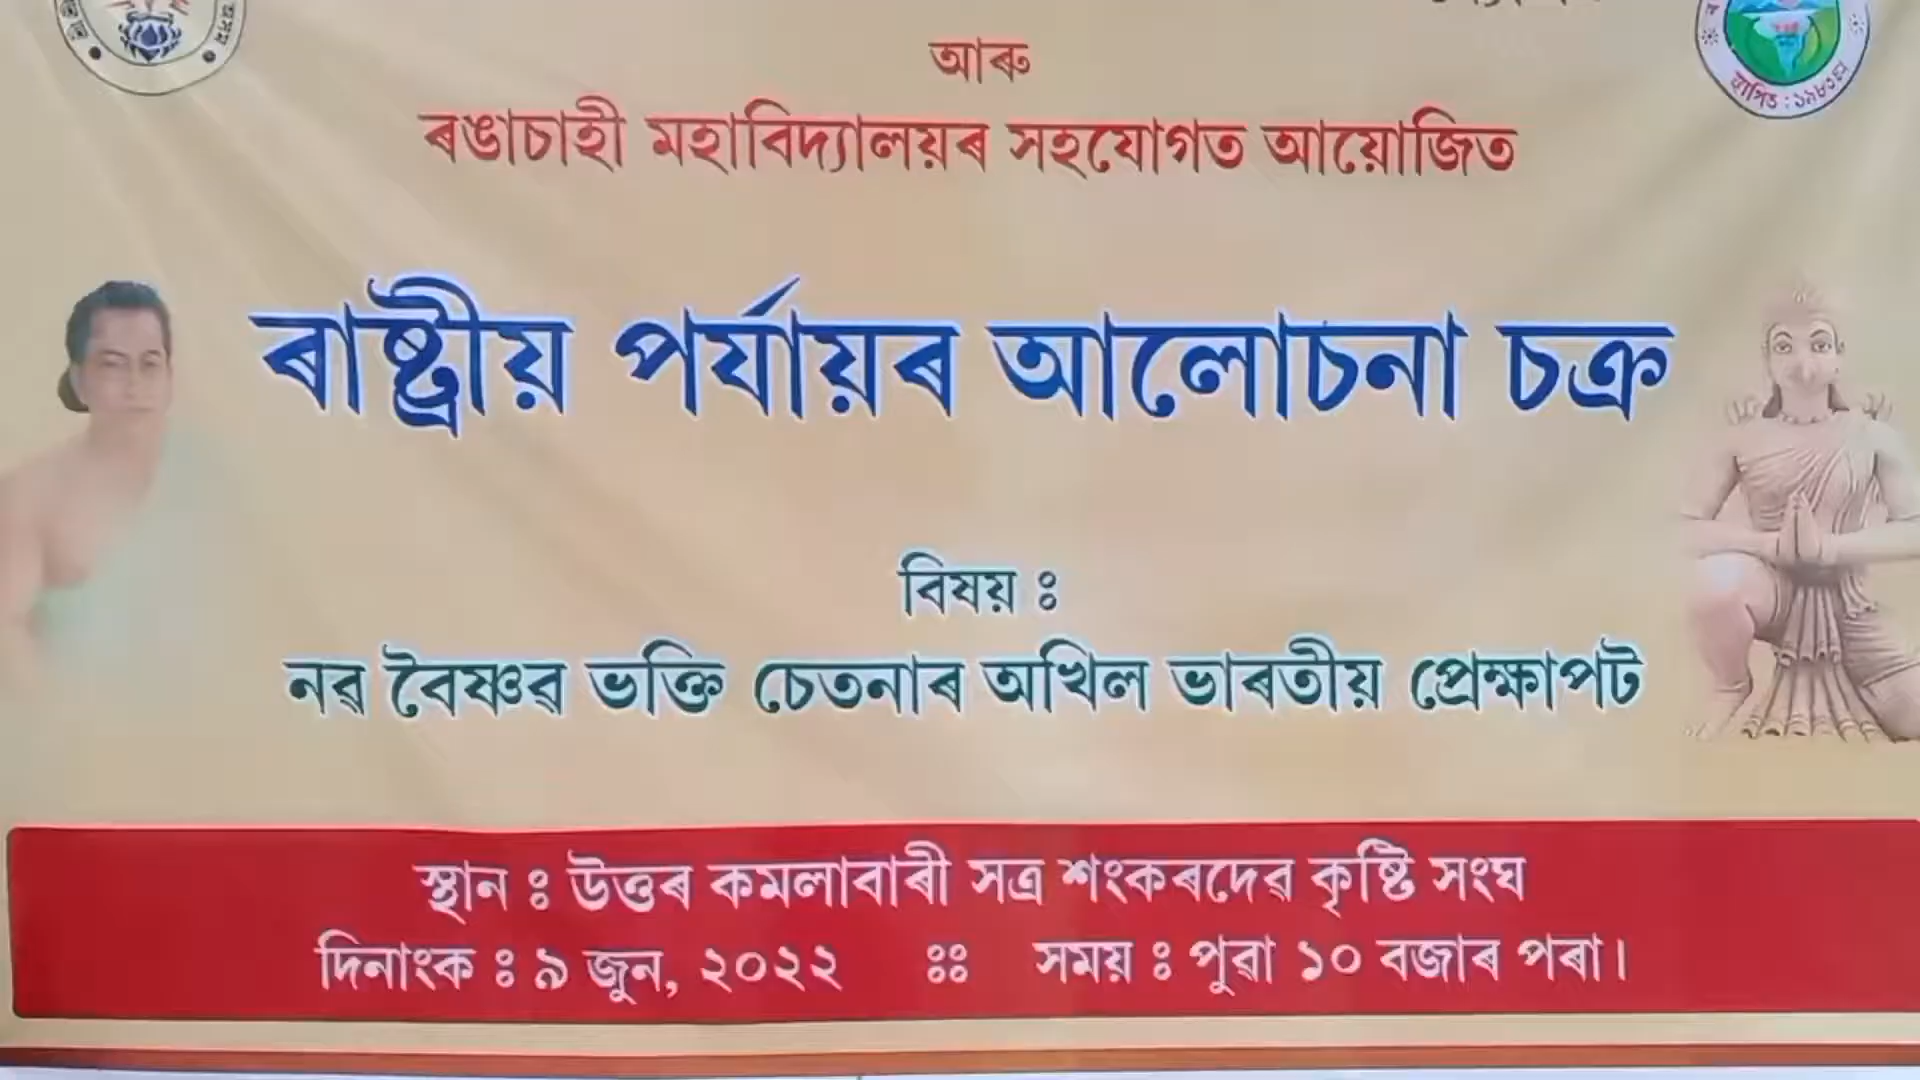 আৰু
ৰঙাচাহী মহাবিদ্যালয়ৰ সহযোগত আয়োজিত
ৰাষ্ট্ৰীয় পৰ্যায়ৰ আলোচনা চক্ৰ
বিষয় ঃ
নৱ বৈষ্ণৱ ভক্তি চেতনাৰ অখিল ভাৰতীয় প্ৰেক্ষাপট
স্থান ঃ উত্তৰ কমলাবাৰী সত্ৰ শংকৰদেৱ কৃষ্টি সংঘ
দিনাংক ঃ ৯ জুন, ২০২২ ঃঃ সময় ঃ পুৱা ১০ বজাৰ পৰা।